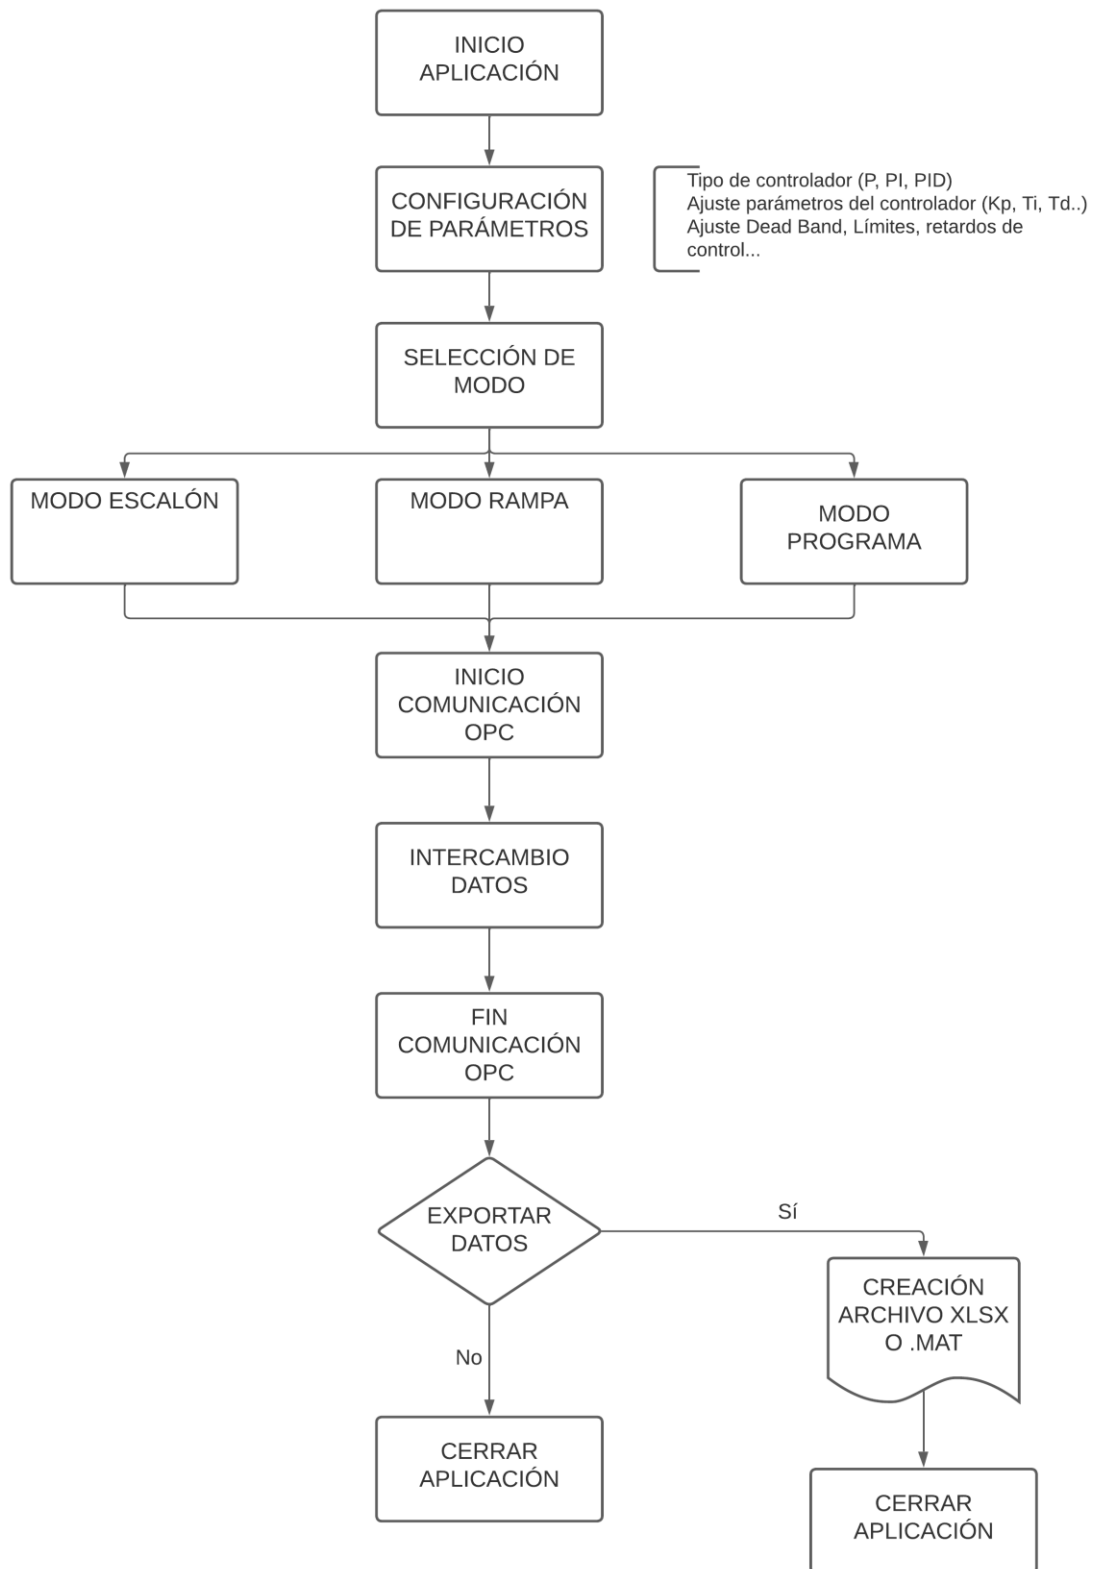 INICIO
APLICACIÓN
CONFIGURACIÓN
DE PARÁMETROS
Tipo de controlador (P, PI, PID)
Ajuste parámetros del controlador (Kp, Ti, Td..)
Ajuste Dead Band, Límites, retardos de
control...
SELECCIÓN DE
MODO
MODO ESCALÓN
MODO RAMPA
MODO
PROGRAMA
INICIO
COMUNICACIÓN
OPC
INTERCAMBIO
DATOS
FIN
COMUNICACIÓN
OPC
EXPORTAR
DATOS
Sí
CREACIÓN
ARCHIVO XLSX
O .MAT
No
CERRAR
APLICACIÓN
CERRAR
APLICACIÓN